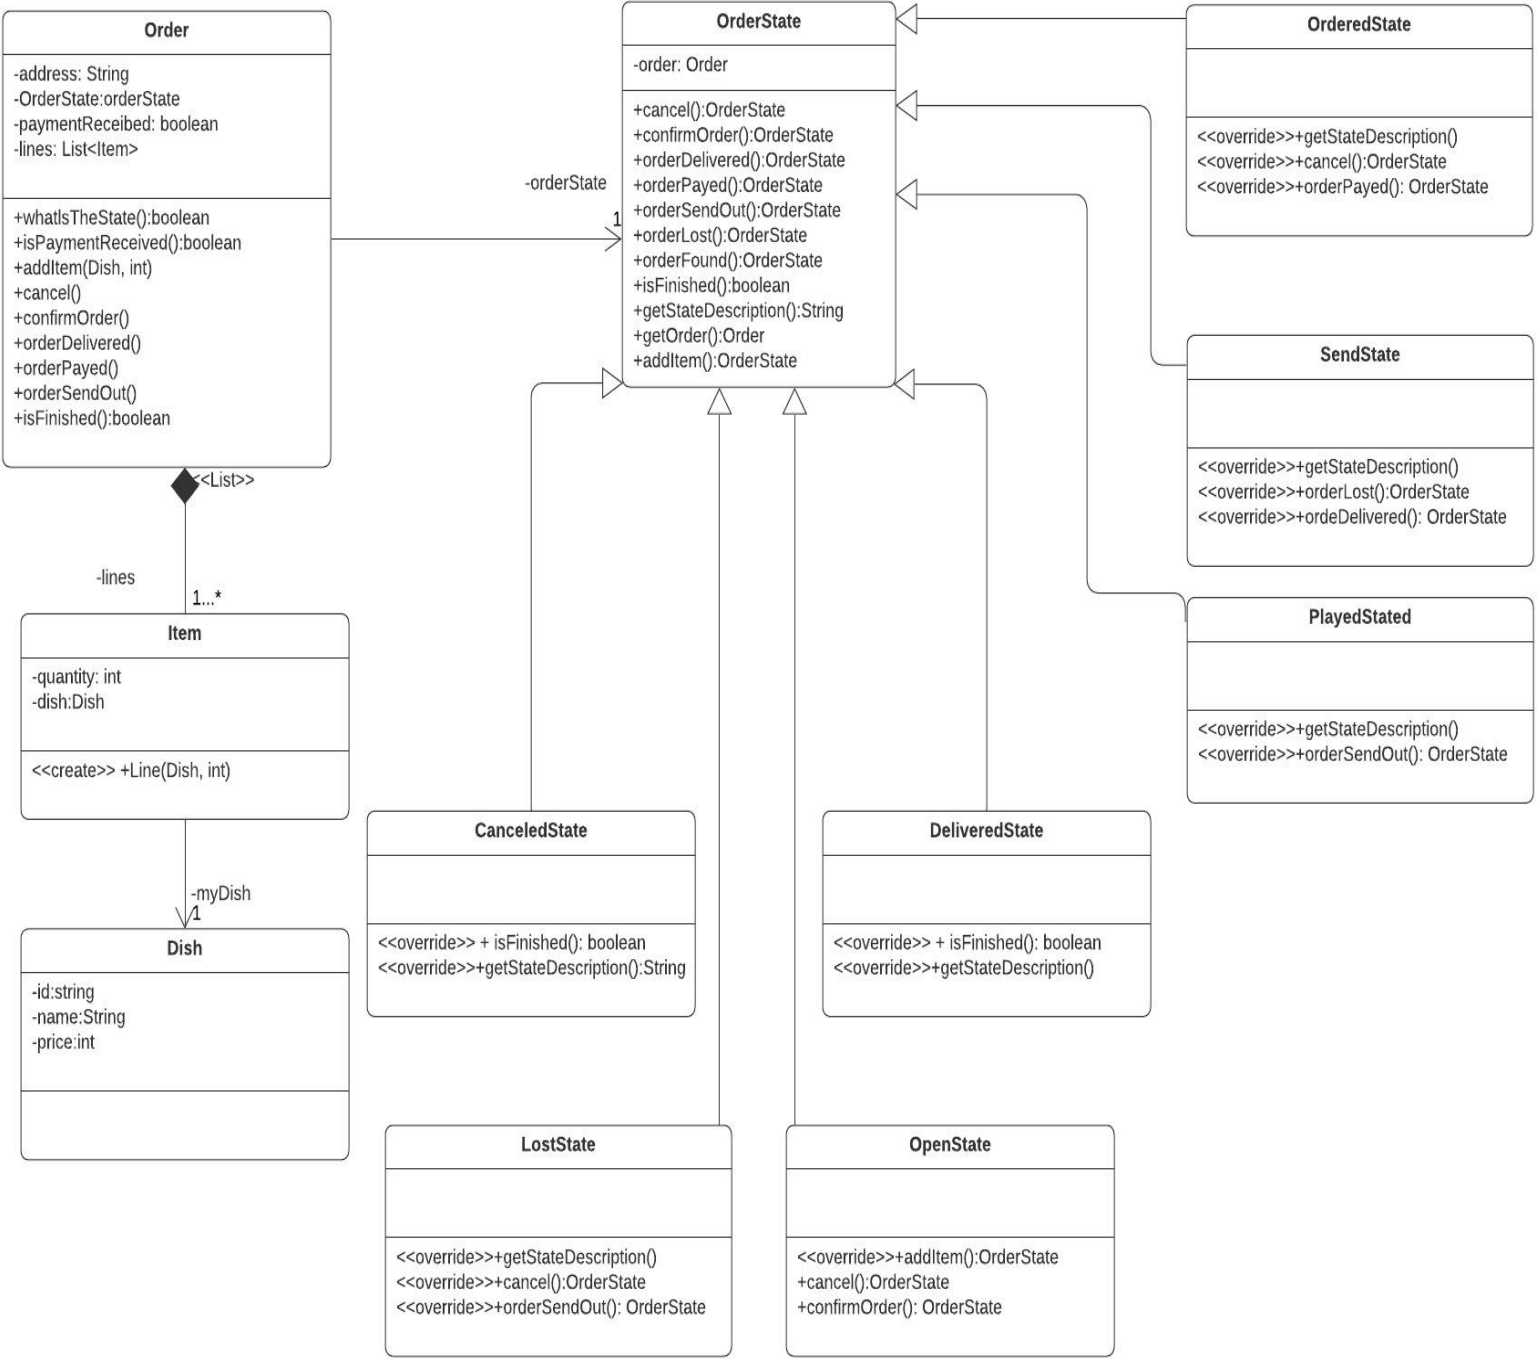 Order
-address: String
-OrderState:orderState
-paymentReceibed: boolean
-lines: List<Item>
+whatIsTheState():boolean
+isPaymentReceived():boolean
+addItem(Dish, int)
+cancel()
+confirmOrder()
+orderDelivered()
+orderPayed()
+orderSendOut()
+isFinished():boolean
-orderState
1
OrderState
-order: Order
+cancel():OrderState
+confirmOrder():OrderState
+orderDelivered():OrderState
+orderPayed():OrderState
+orderSendOut():OrderState
+orderLost():OrderState
+orderFound():OrderState
+isFinished():boolean
+getStateDescription():String
+getOrder():Order
+addItem():OrderState
OrderedState
<<override>>+getStateDescription()
<<override>>+cancel():OrderState
<<override>>+orderPayed(): OrderState
SendState
<<override>>+getStateDescription()
<<override>>+orderLost():OrderState
<<override>>+ordeDelivered(): OrderState
PlayedStated
<<override>>+getStateDescription()
<<override>>+orderSendOut(): OrderState
<<List>>
-lines
1...*
Item
-quantity: int
-dish:Dish
<<create>> +Line(Dish, int)
-myDish
1
Dish
-id:string
-name:String
-price:int
CanceledState
<<override>> + isFinished(): boolean
<<override>>+getStateDescription():String
DeliveredState
<<override>> + isFinished(): boolean
<<override>>+getStateDescription()
LostState
<<override>>+getStateDescription()
<<override>>+cancel():OrderState
<<override>>+orderSendOut(): OrderState
OpenState
<<override>>+addItem():OrderState
+cancel():OrderState
+confirmOrder(): OrderState